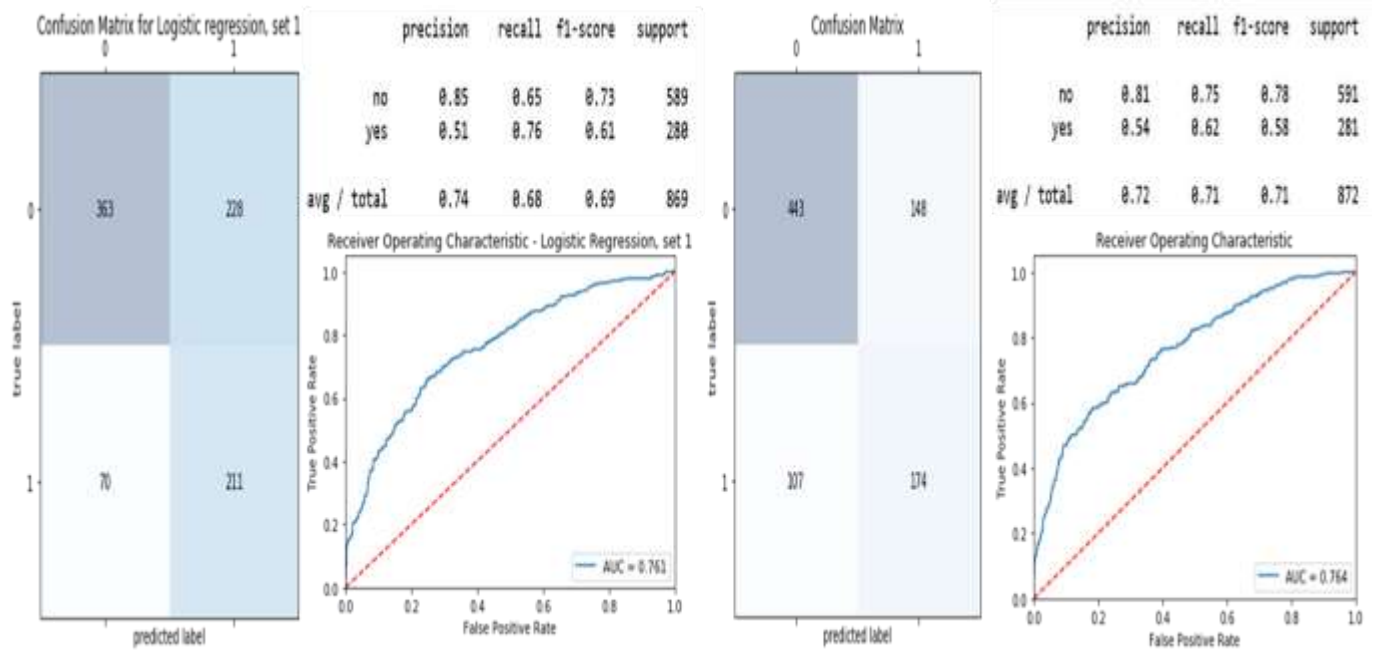 Confusion Matrix for Logistic regression, set 1
0 1
0 363 228
1 70 211
true label
predicted label
precision recall f1-score support
no 0.85 0.65 0.73 589
yes 0.51 0.76 0.61 280
avg / total 0.74 0.68 0.69 869
Receiver Operating Characteristic - Logistic Regression, set 1
1.0
0.8
0.6
0.4
0.2
0.0
True Positive Rate
AUC = 0.761
0.0 0.2 0.4 0.6 0.8 1.0
False Positive Rate
Confusion Matrix
0 1
0 443 148
1 107 174
true label
predicted label
precision recall f1-score support
no 0.81 0.75 0.78 591
yes 0.54 0.62 0.58 281
avg / total 0.72 0.71 0.71 872
Receiver Operating Characteristic
1.0
0.8
0.6
0.4
0.2
0.0
True Positive Rate
AUC = 0.764
0.0 0.2 0.4 0.6 0.8 1.0
False Positive Rate